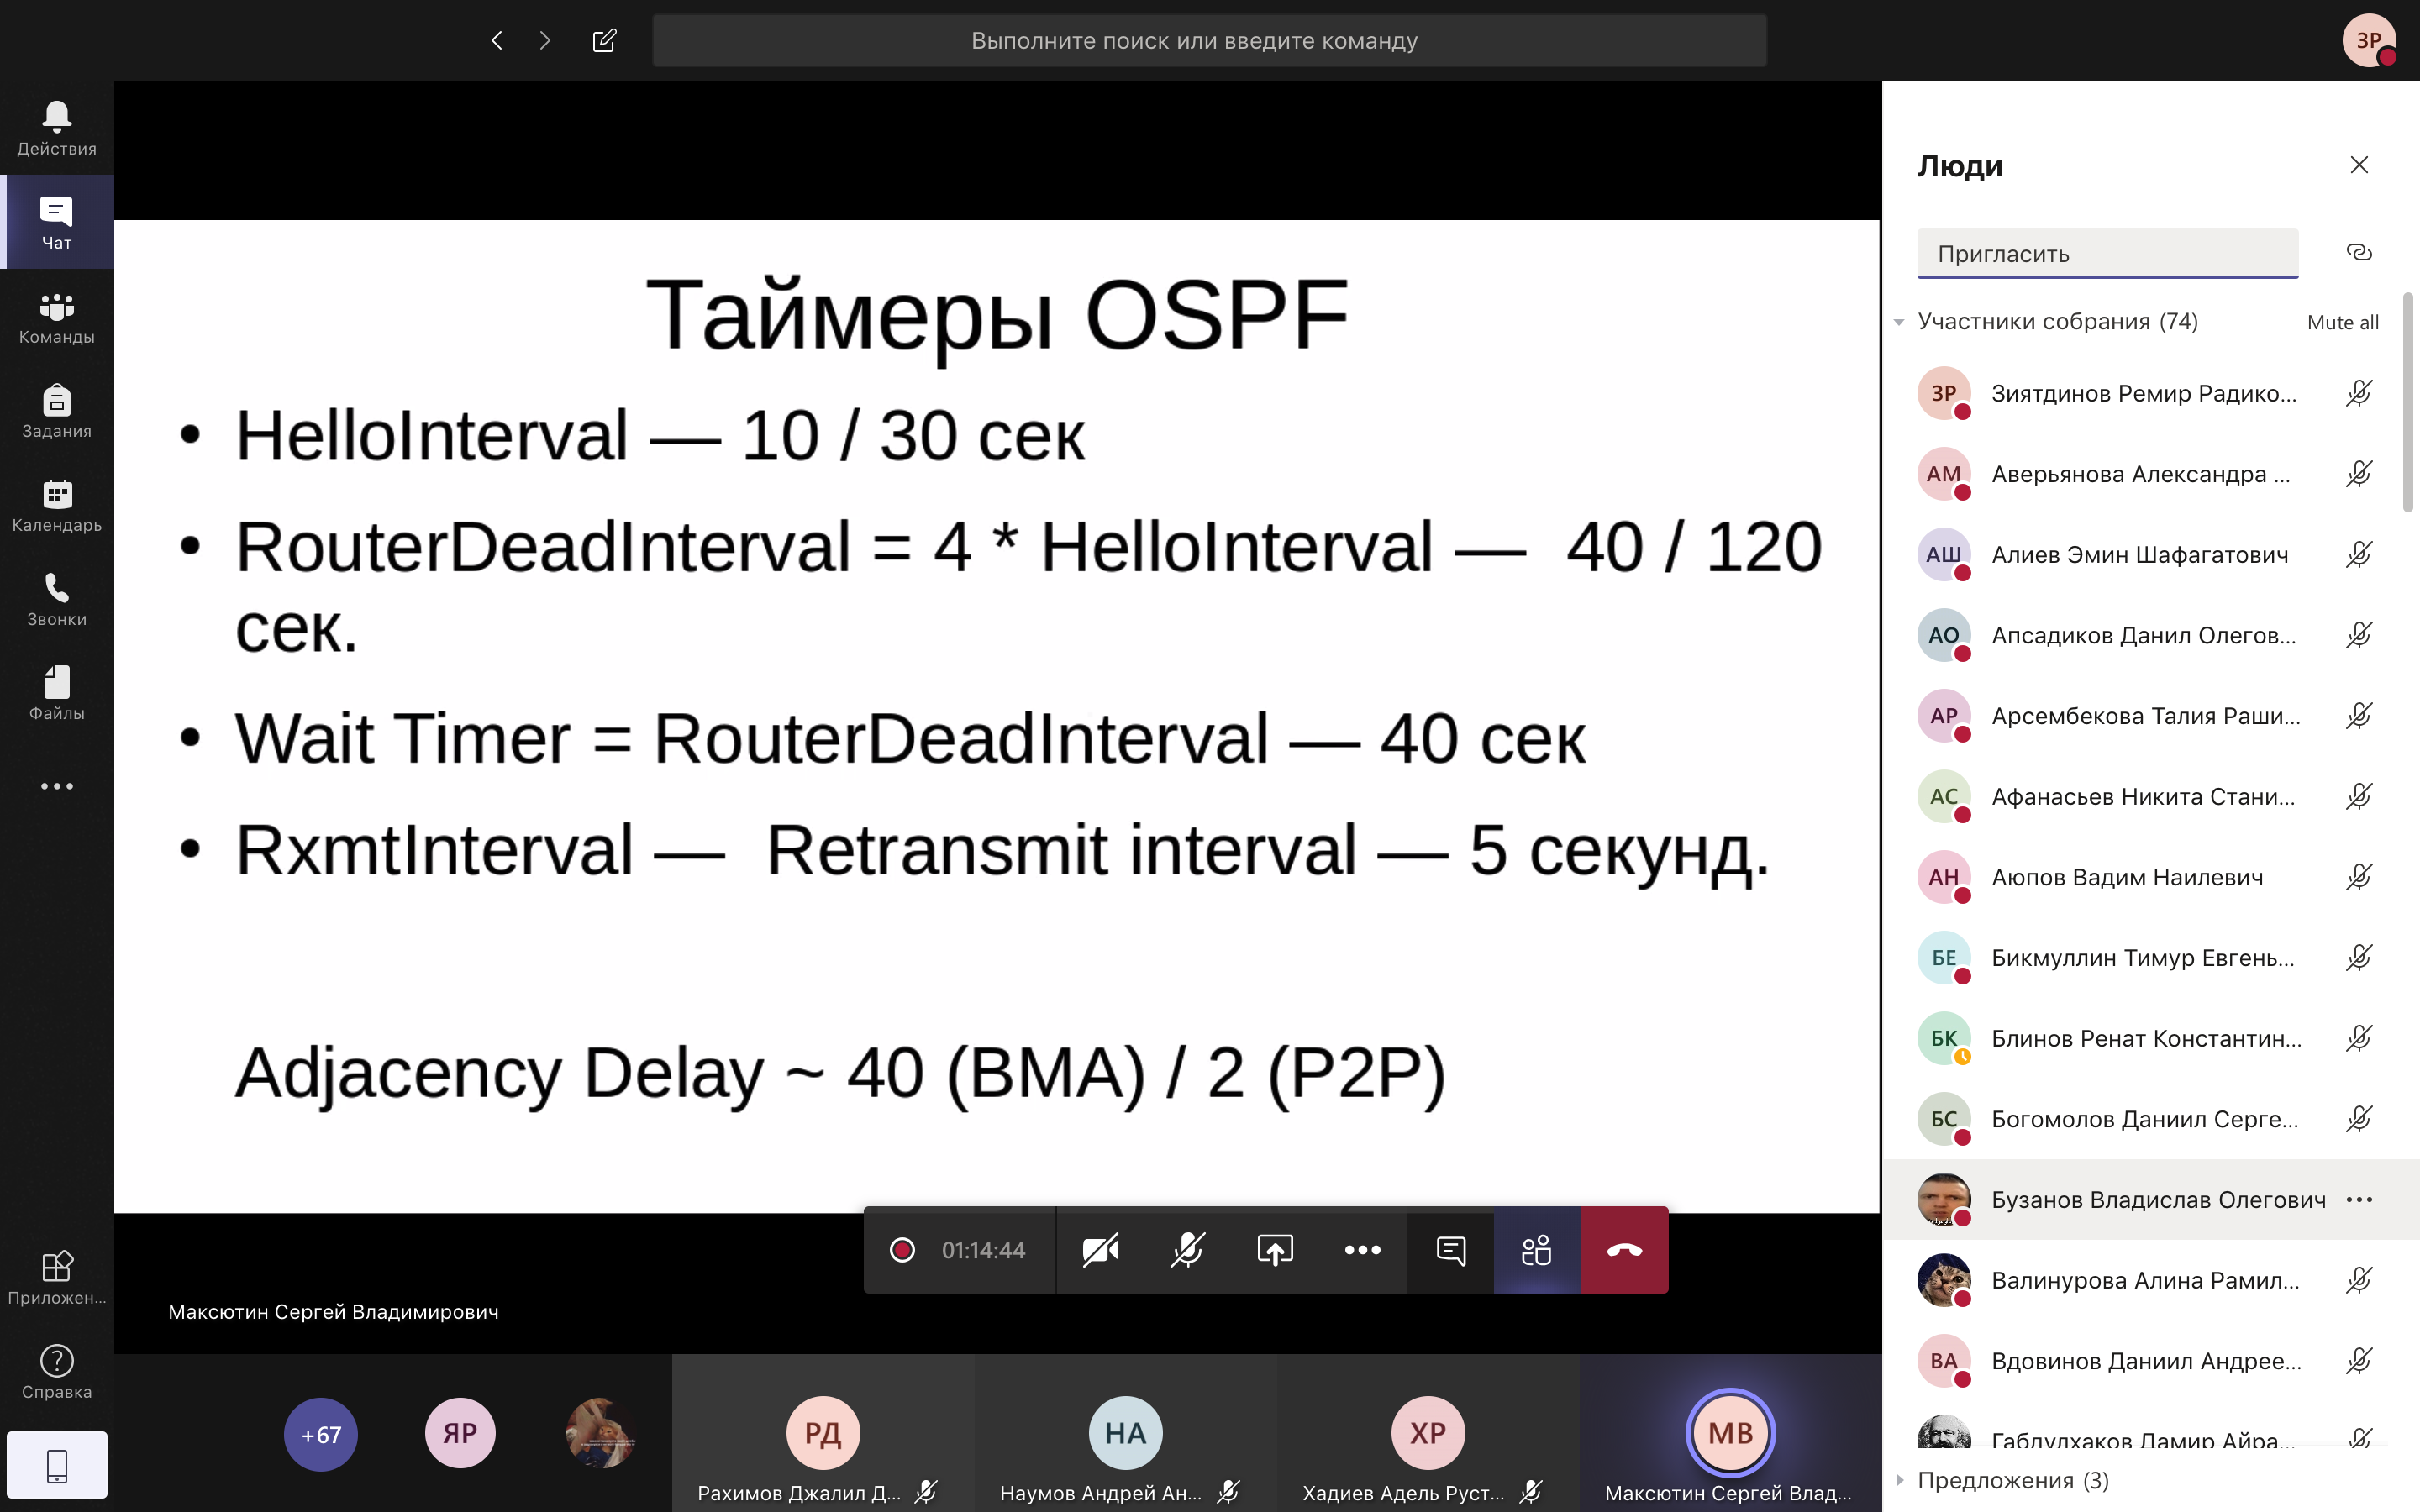 Выполните поиск или введите команду
ЗР
Действия
Чат
Команды
Задания
Календарь
Звонки
Файлы
Приложен...
Справка
Таймеры OSPF
• HelloInterval — 10 / 30 сек
• RouterDeadInterval = 4 * HelloInterval — 40 / 120
сек.
• Wait Timer = RouterDeadInterval — 40 сек
• RxmtInterval — Retransmit interval — 5 секунд.
Adjacency Delay ~ 40 (BMA) / 2 (P2P)
01:14:44
Максютин Сергей Владимирович
+67
ЯР
РД
Рахимов Джалил Д...
НА
Наумов Андрей Ан...
ХР
Хадиев Адель Руст...
МВ
Максютин Сергей Влад...
Люди
Пригласить
Участники собрания (74)
Mute all
ЗР Зиятдинов Ремир Радико...
АМ Аверьянова Александра ...
АШ Алиев Эмин Шафагатович
АО Апсадиков Данил Олегов...
АР Арсембекова Талия Раши...
АС Афанасьев Никита Стани...
АН Аюпов Вадим Наилевич
БЕ Бикмуллин Тимур Евгень...
БК Блинов Ренат Константин...
БС Богомолов Даниил Серге...
Бузанов Владислав Олегович
Валинурова Алина Рамил...
ВА Вдовинов Даниил Андрее...
Габдулхаков Дамир Айра...
Предложения (3)